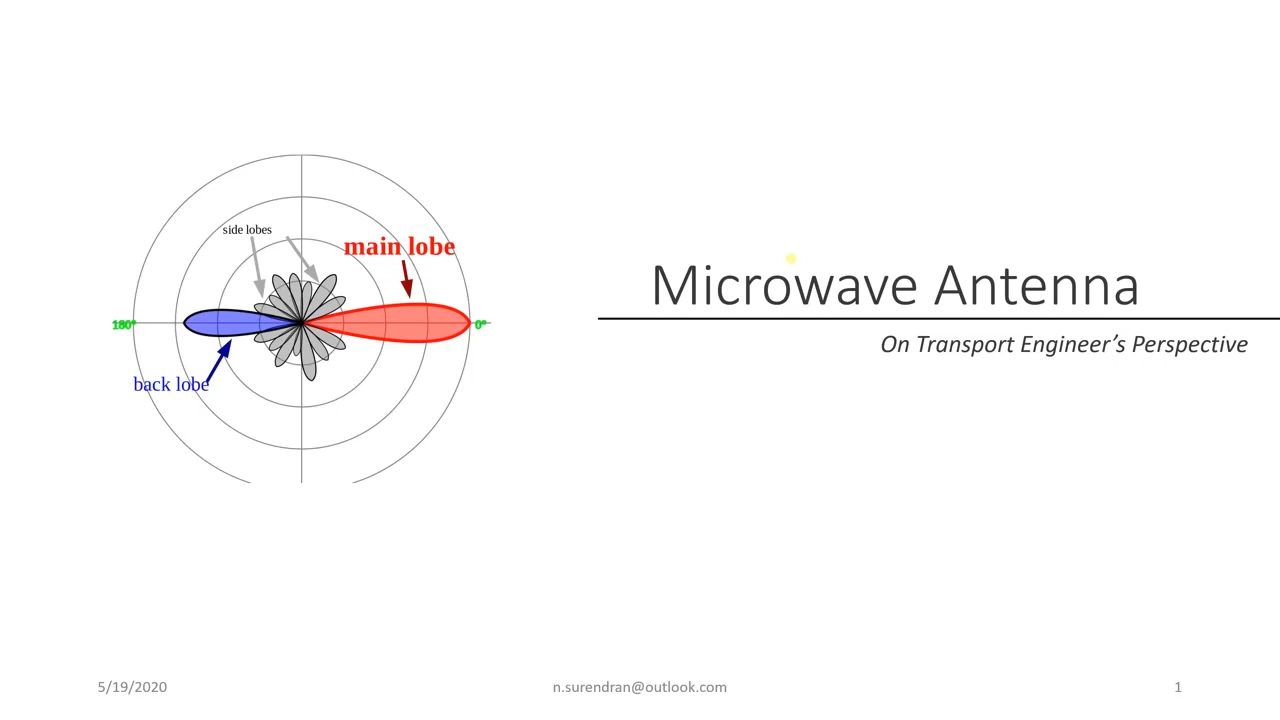 side lobes
main lobe
180°
0°
back lobe
Microwave Antenna
On Transport Engineer’s Perspective
5/19/2020
n.surendran@outlook.com
1